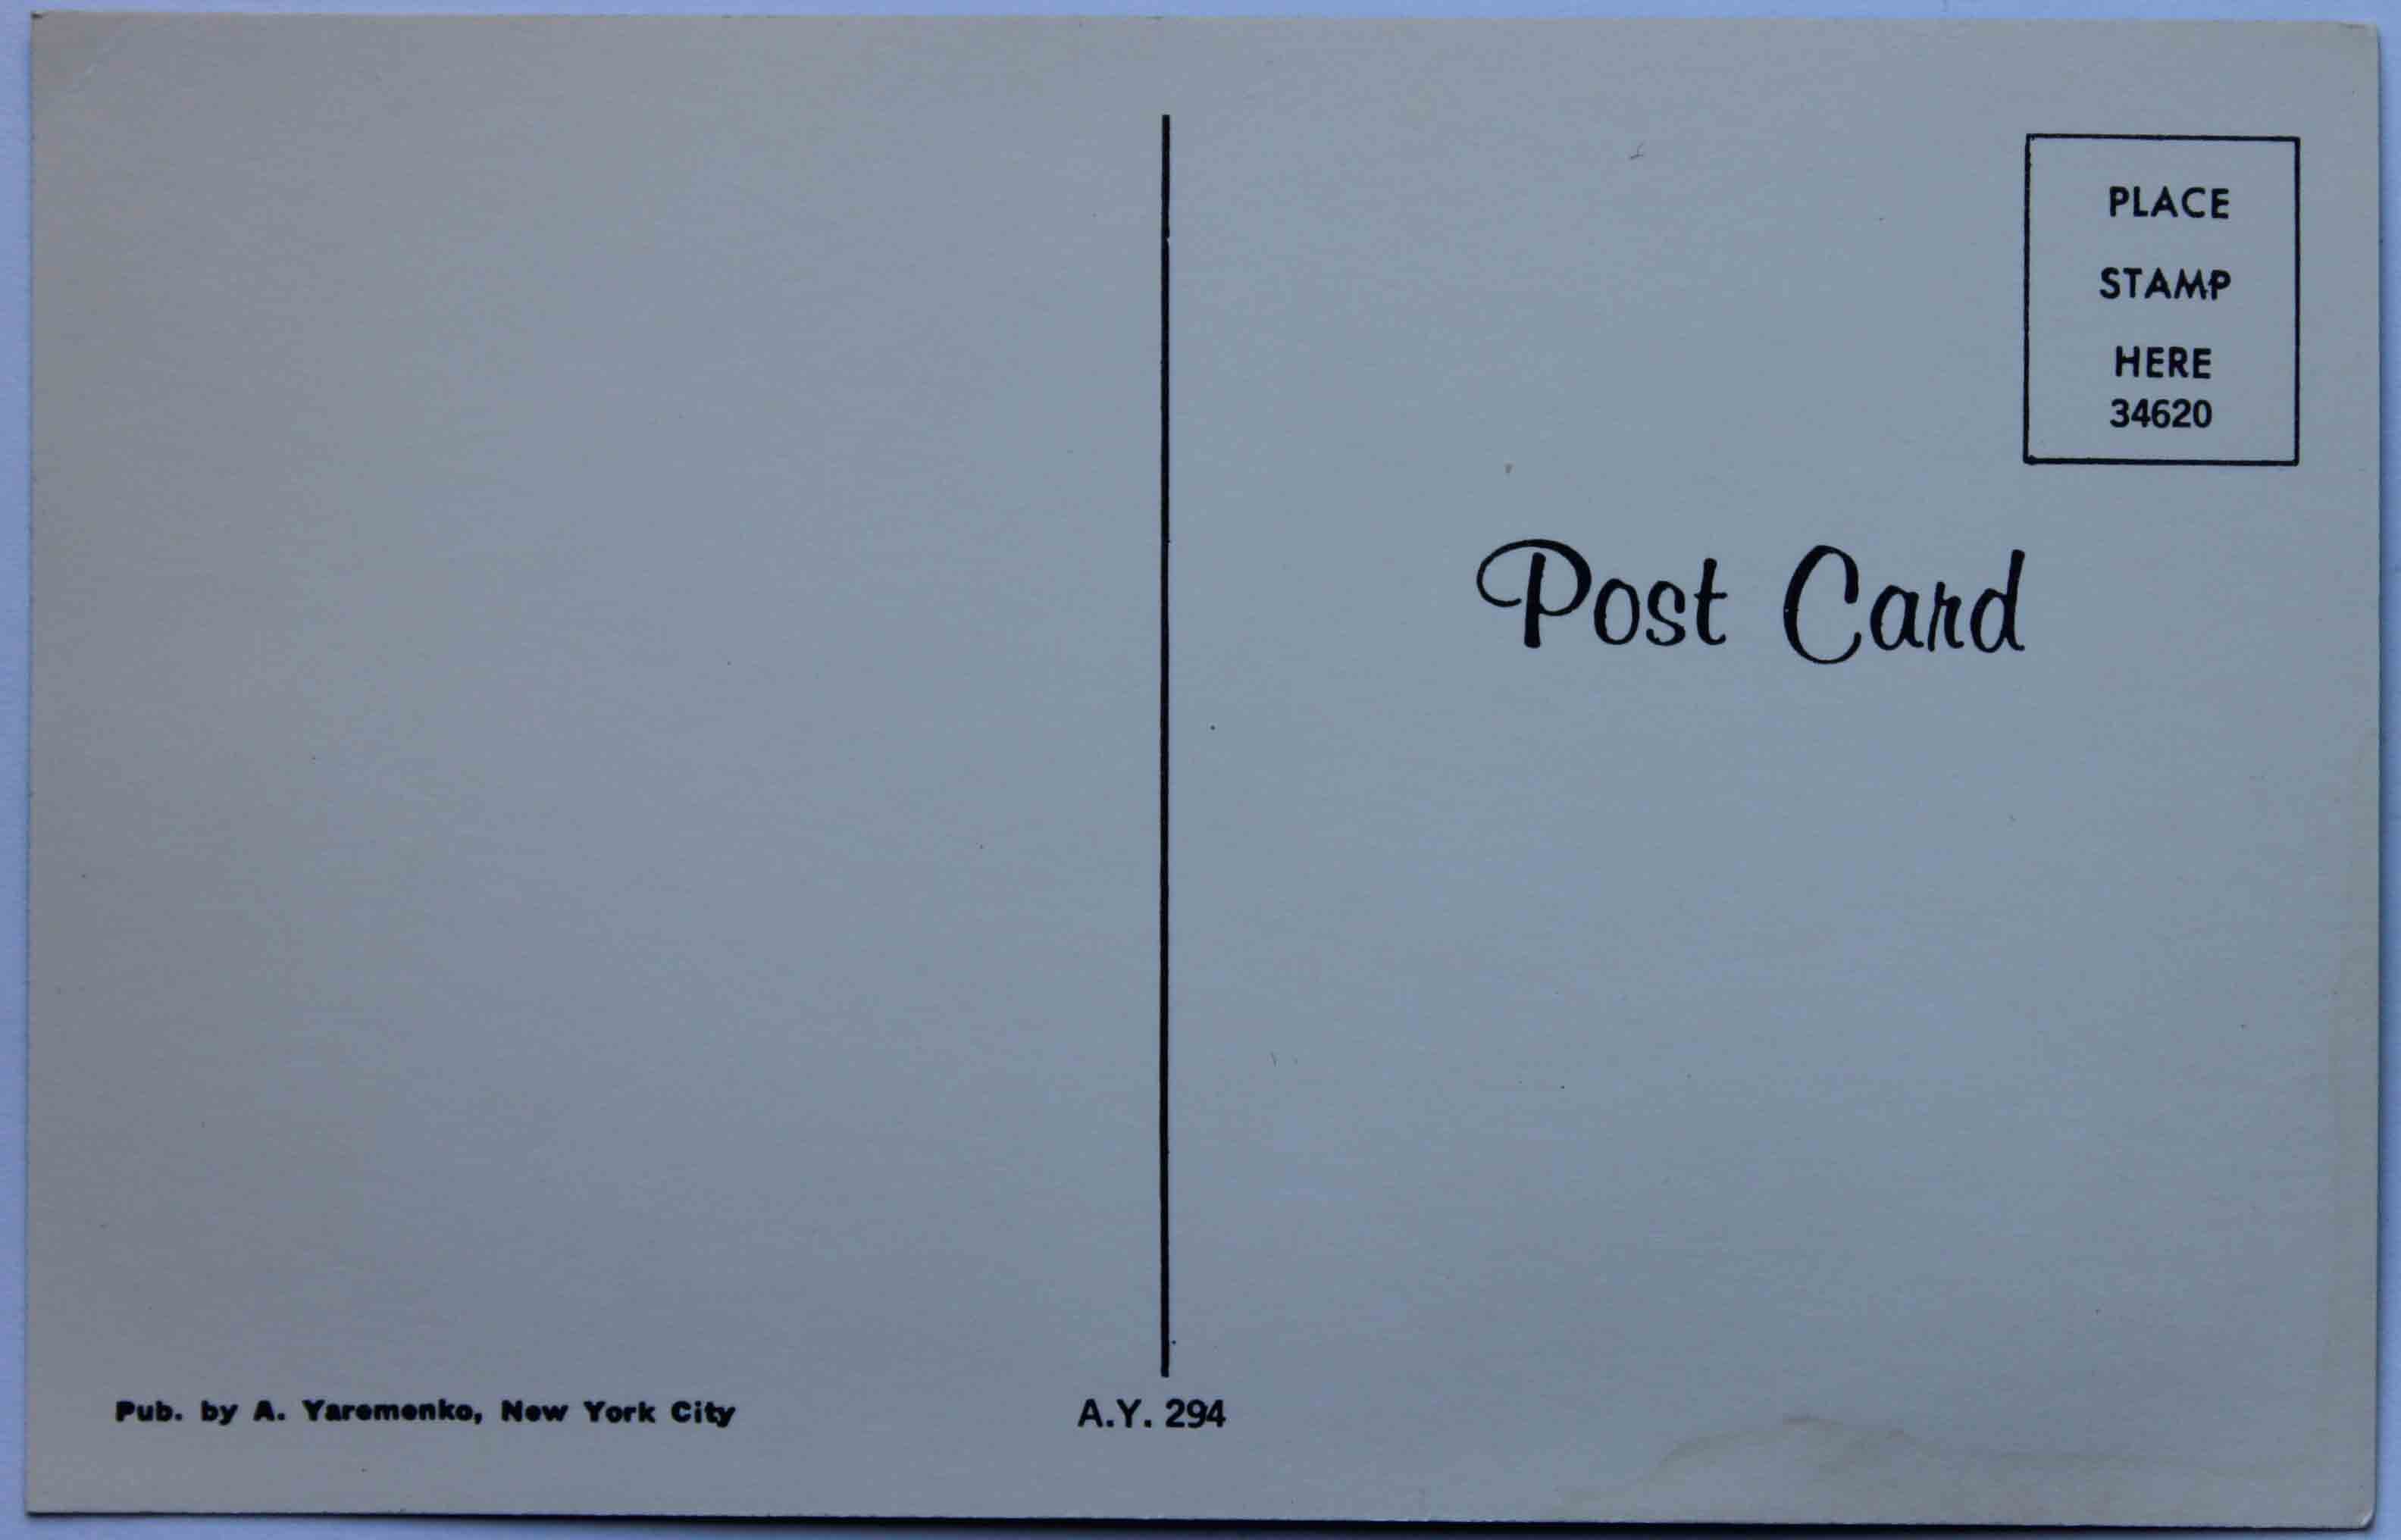 PLACE
STAMP
HERE
34620
Post Card
Pub. by A. Yaremenko, New York City
A.Y. 294